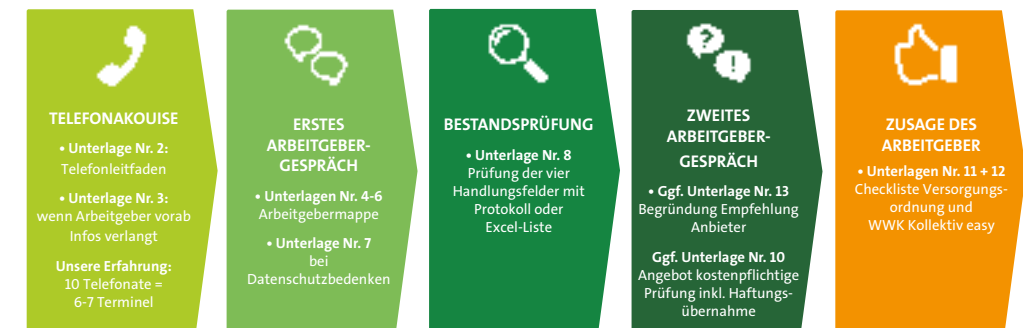 TELEFONAKOUISE
• Unterlage Nr. 2:
Telefonleitfaden
• Unterlage Nr. 3:
wenn Arbeitgeber vorab
Infos verlangt
Unsere Erfahrung:
10 Telefonate =
6-7 Terminel
ERSTES
ARBEITGEBER-
GESPRÄCH
• Unterlagen Nr. 4-6
Arbeitgebermappe
• Unterlage Nr. 7
bei
Datenschutzbedenken
BESTANDSPRÜFUNG
• Unterlage Nr. 8
Prüfung der vier
Handlungsfelder mit
Protokoll oder
Excel-Liste
?
!
ZWEITES
ARBEITGEBER-
GESPRÄCH
• Ggf. Unterlage Nr. 13
Begründung Empfehlung
Anbieter
Ggf. Unterlage Nr. 10
Angebot kostenpflichtige
Prüfung inkl. Haftungs-
übernahme
ZUSAGE DES
ARBEITGEBER
• Unterlagen Nr. 11 + 12
Checkliste Versorgungs-
ordnung und
WWK Kollektiv easy